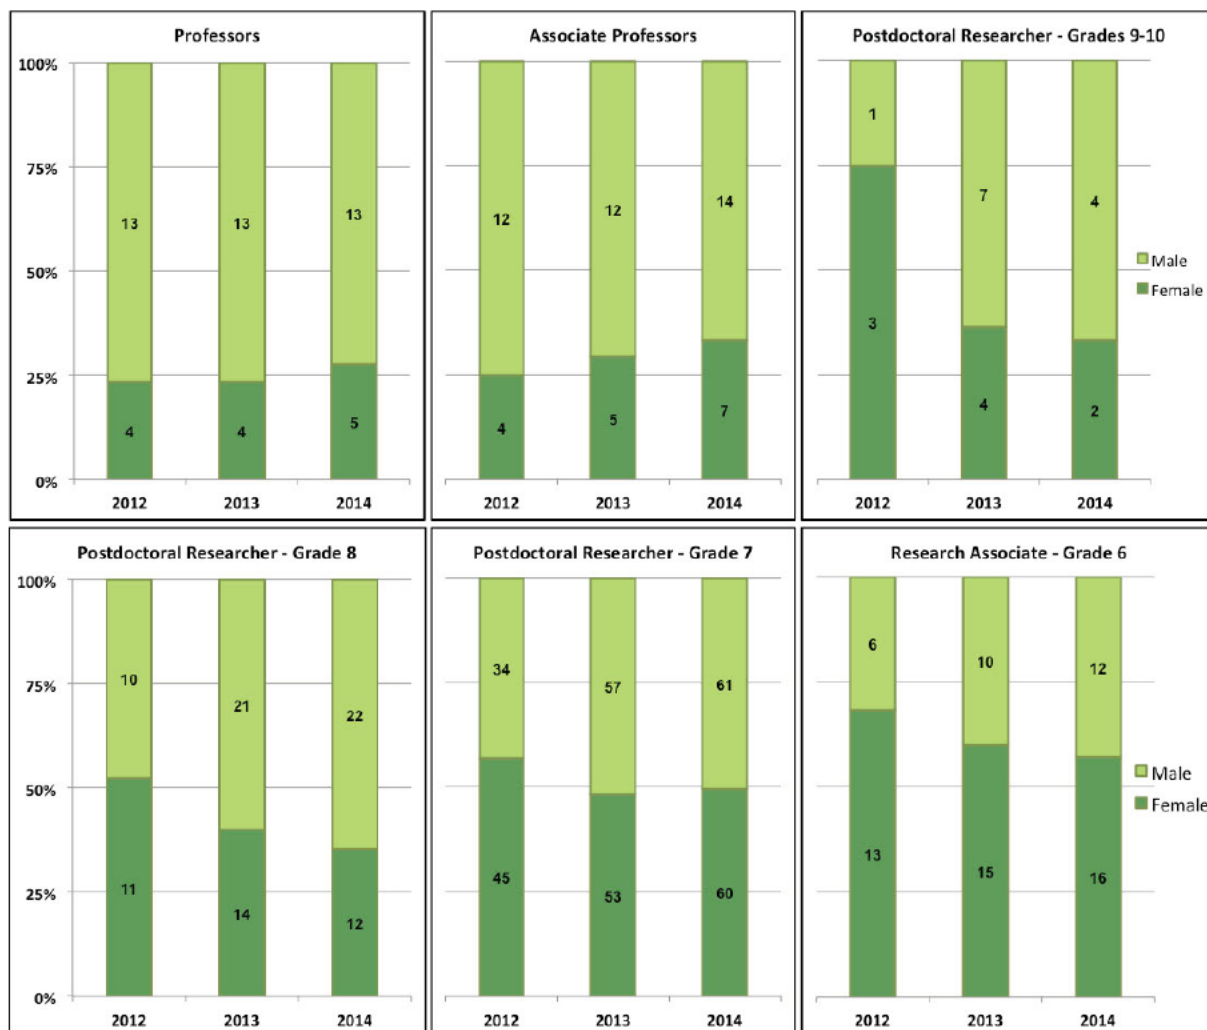 Professors
100%
75%
50%
25%
0%
13
13
13
4
4
5
2012 2013 2014
Associate Professors
12
12
14
4
5
7
2012 2013 2014
Postdoctoral Researcher - Grades 9-10
1
7
4
3
4
2
Male
Female
2012 2013 2014
Postdoctoral Researcher - Grade 8
100%
75%
50%
25%
0%
10
21
22
11
14
12
2012 2013 2014
Postdoctoral Researcher - Grade 7
34
57
61
45
53
60
2012 2013 2014
Research Associate - Grade 6
6
10
12
13
15
16
Male
Female
2012 2013 2014